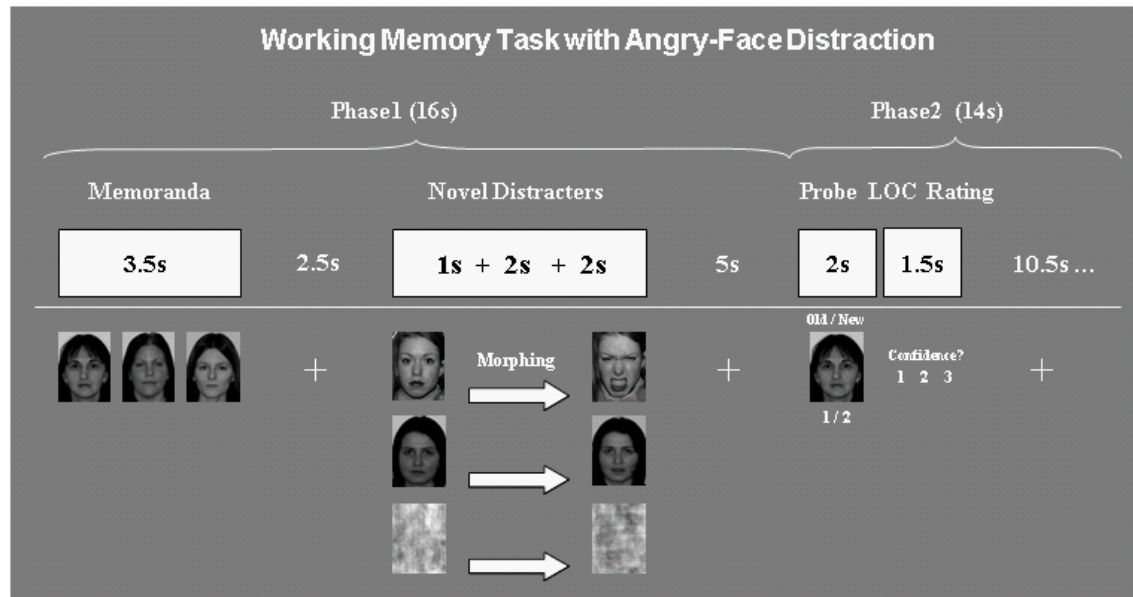 Working Memory Task with Angry-Face Distraction
Phase1 (16s)
Phase2 (14s)
Memoranda
Novel Distracters
Probe LOC Rating
3.5s
2.5s
1s + 2s + 2s
5s
2s
1.5s
10.5s ...
Old / New
+
Morphing
+
Confidence?
1 2 3
+
1 / 2